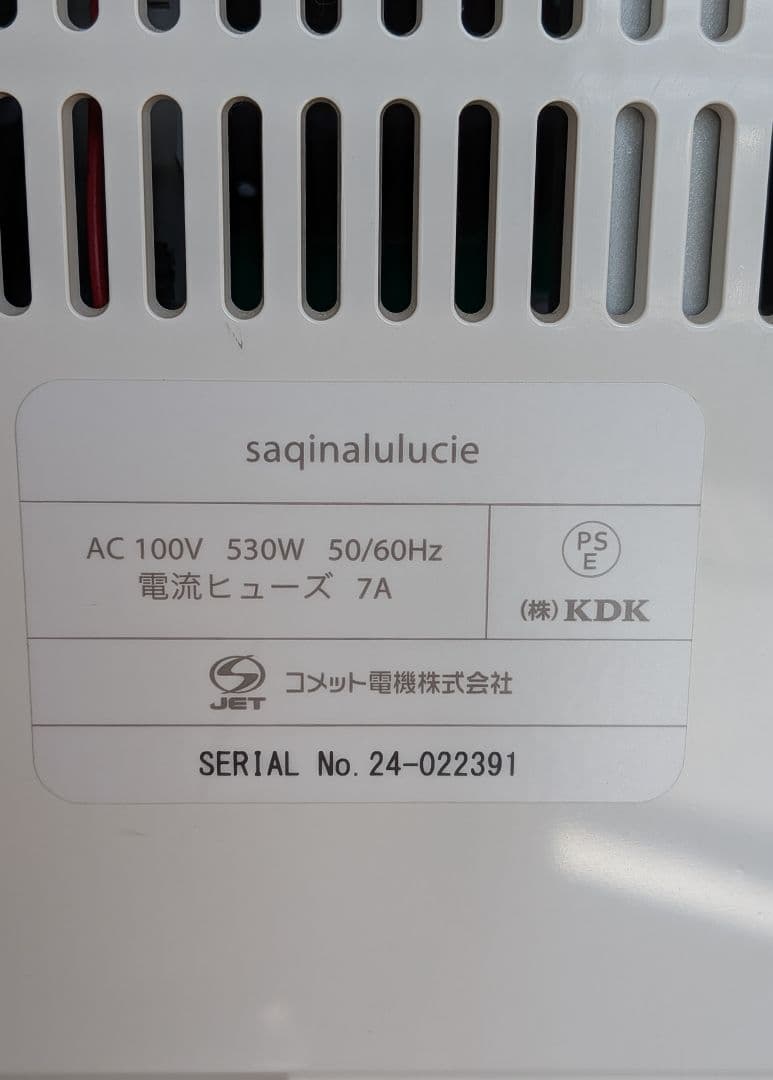 saqinalulucie
AC 100V 530W 50/60Hz
電流ヒューズ 7A
PS
E
(株)KDK
JET コメット電機株式会社
SERIAL No. 24-022391